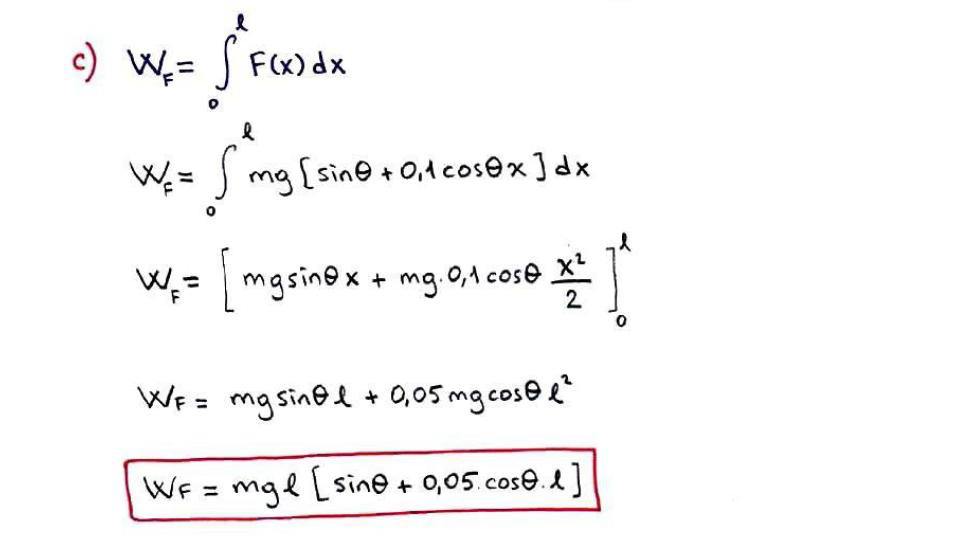 c) W_F = ∫₀^ℓ F(x) dx
W_F = ∫₀^ℓ mg [sinθ + 0,1 cosθ x] dx
W_F = [mg sinθ x + mg. 0,1 cosθ x²/2]₀^ℓ
W_F = mg sinθ ℓ + 0,05 mg cosθ ℓ²
W_F = mgℓ [sinθ + 0,05. cosθ. ℓ]